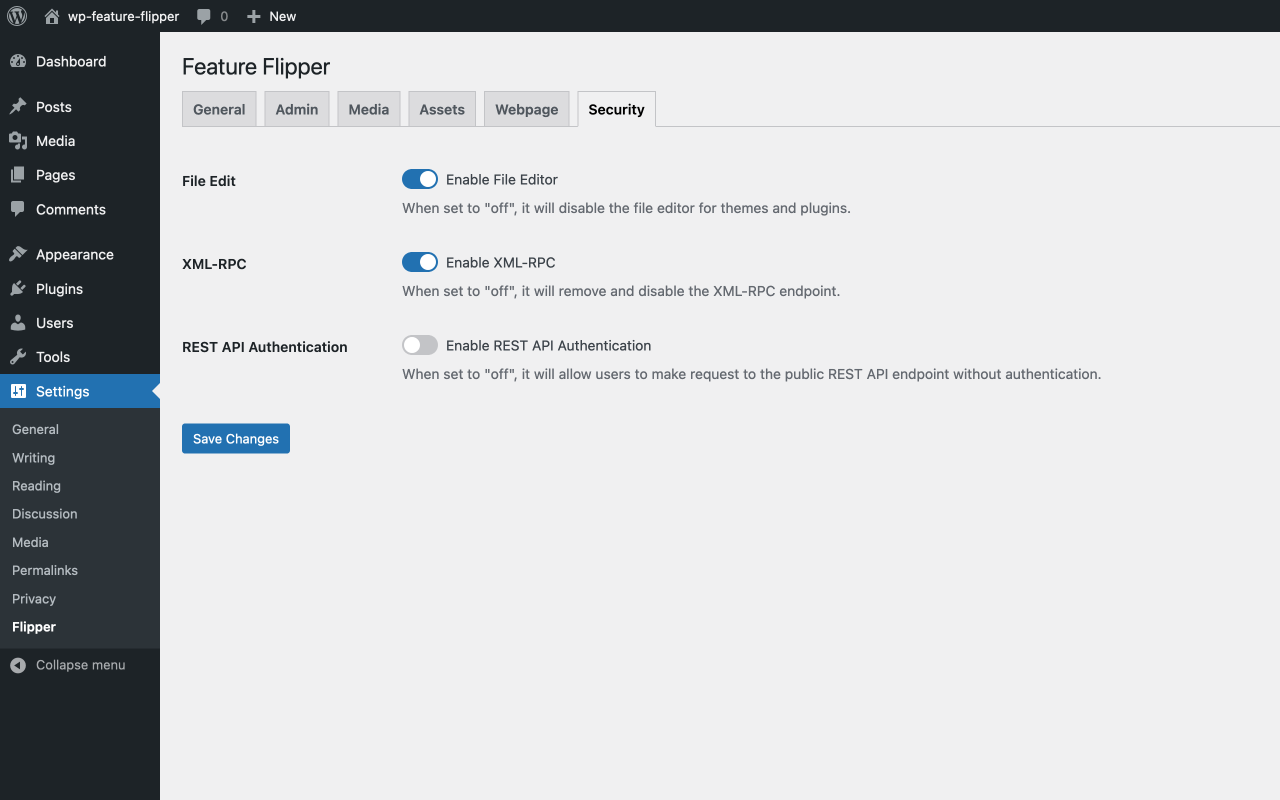 wp-feature-flipper
0
New
Dashboard
Posts
Media
Pages
Comments
Appearance
Plugins
Users
Tools
Settings
General
Writing
Reading
Discussion
Media
Permalinks
Privacy
Flipper
Collapse menu
Feature Flipper
General
Admin
Media
Assets
Webpage
Security
File Edit
Enable File Editor
When set to "off", it will disable the file editor for themes and plugins.
XML-RPC
Enable XML-RPC
When set to "off", it will remove and disable the XML-RPC endpoint.
REST API Authentication
Enable REST API Authentication
When set to "off", it will allow users to make request to the public REST API endpoint without authentication.
Save Changes